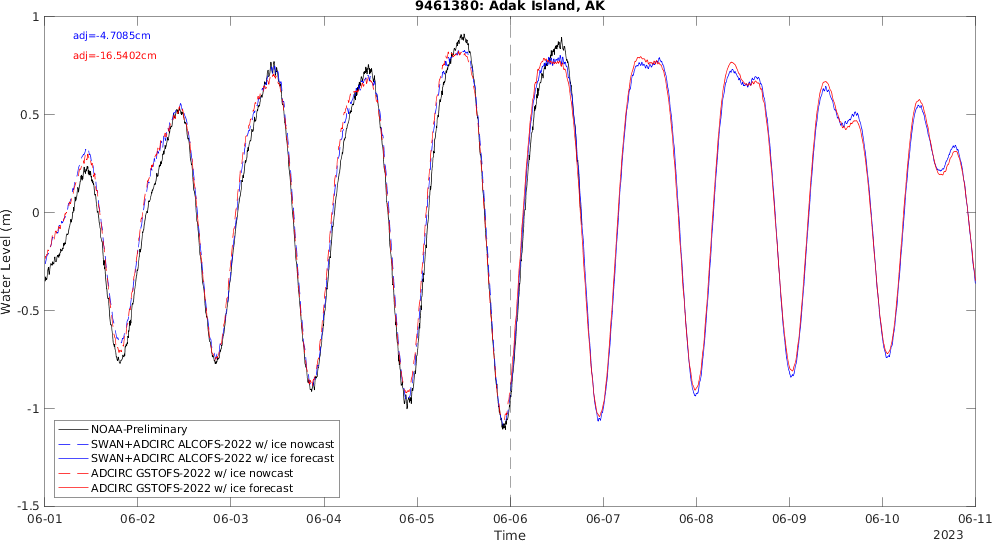 9461380: Adak Island, AK
adj=-4.7085cm
adj=-16.5402cm
1
0.5
0
-0.5
-1
-1.5
Water Level (m)
NOAA-Preliminary
SWAN+ADCIRC ALCOFS-2022 w/ ice nowcast
SWAN+ADCIRC ALCOFS-2022 w/ ice forecast
ADCIRC GSTOFS-2022 w/ ice nowcast
ADCIRC GSTOFS-2022 w/ ice forecast
06-01 06-02 06-03 06-04 06-05 06-06 06-07 06-08 06-09 06-10 06-11
Time
2023